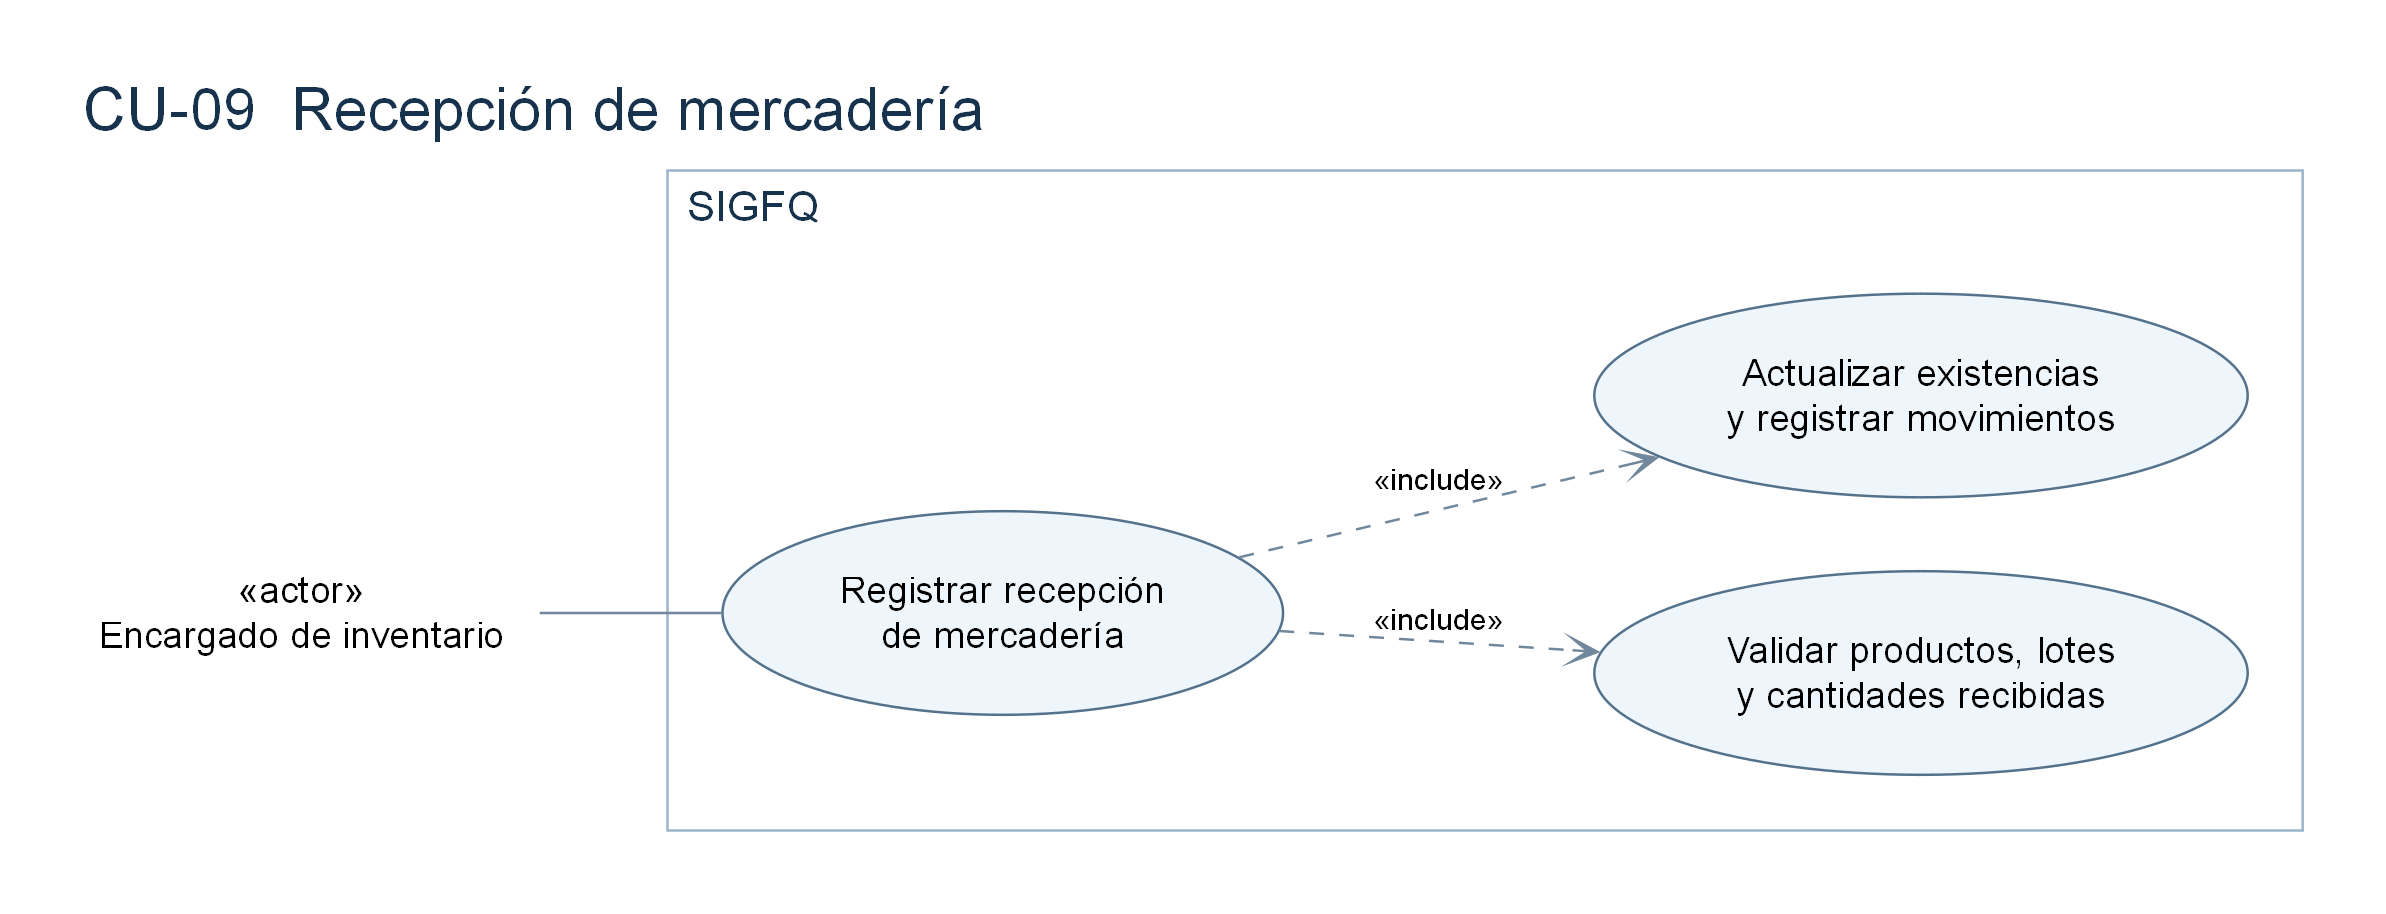 CU-09  Recepción de mercadería
SIGFQ
Actualizar existencias
y registrar movimientos
«include»
«actor»
Encargado de inventario
Registrar recepción
de mercadería
«include»
Validar productos, lotes
y cantidades recibidas